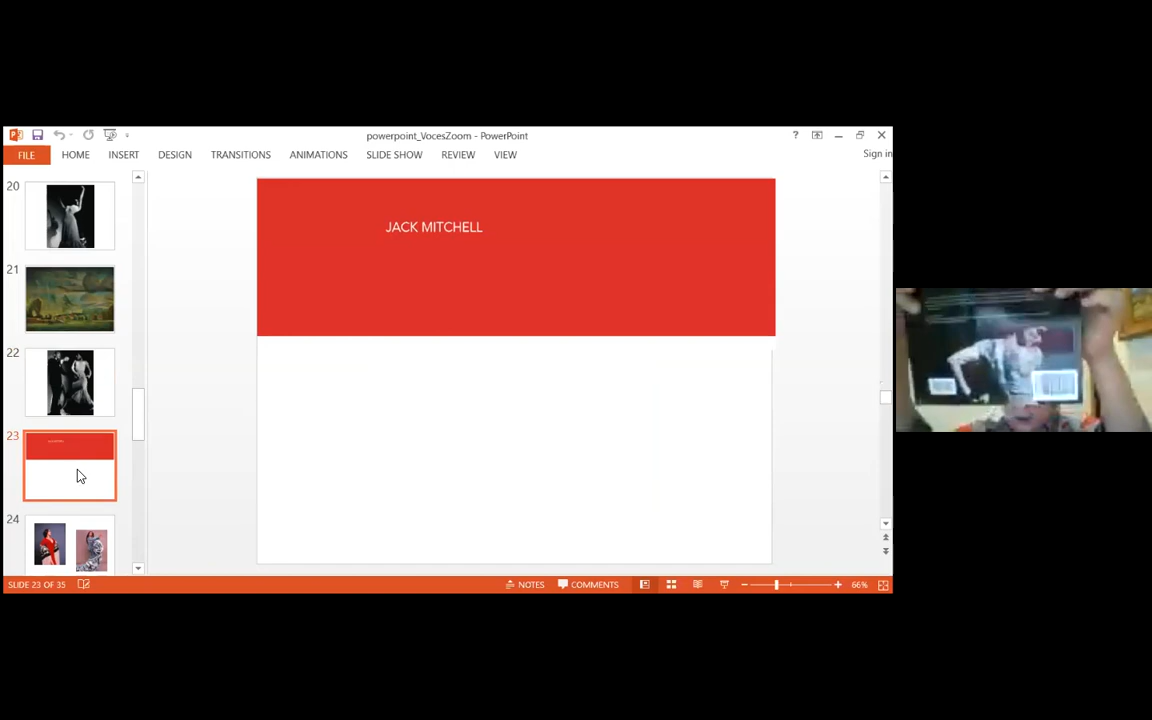 powerpoint_VocesZoom - PowerPoint
?
Sign in
FILE HOME INSERT DESIGN TRANSITIONS ANIMATIONS SLIDE SHOW REVIEW VIEW
20
21
22
23
24
JACK MITCHELL
SLIDE 23 OF 35
NOTES COMMENTS
66%